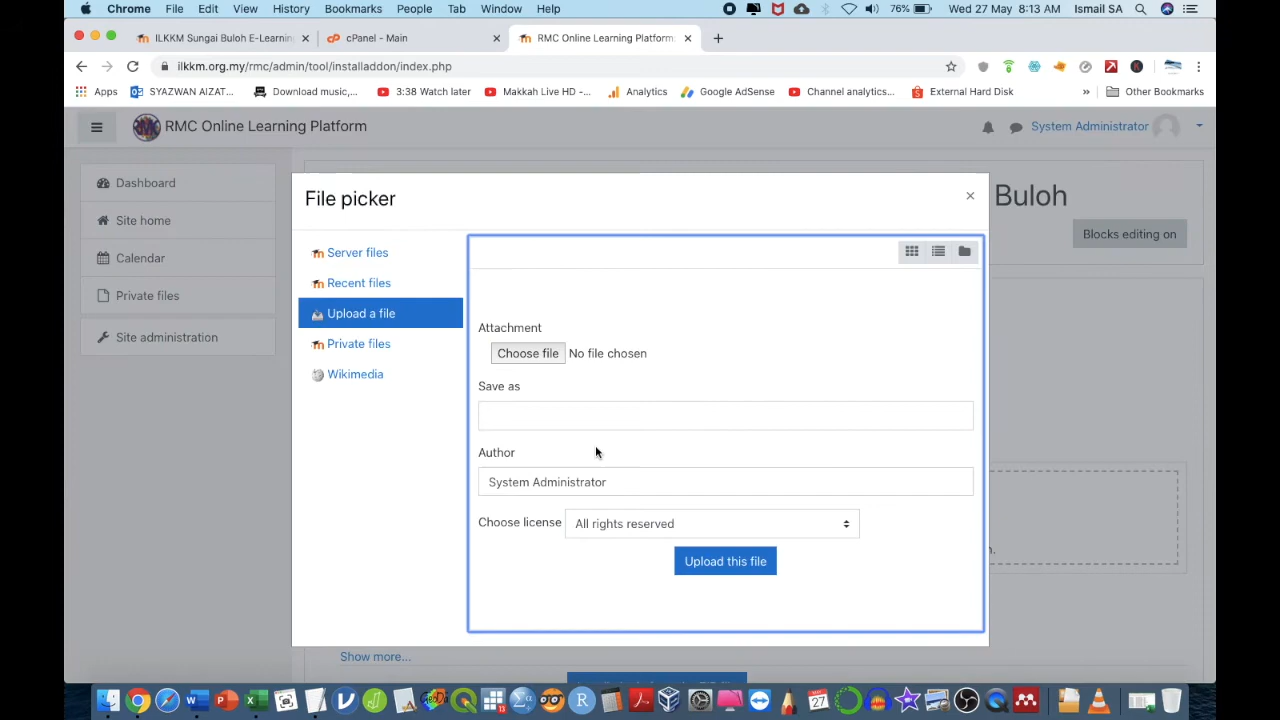 Chrome File Edit View History Bookmarks People Tab Window Help 76% Wed 27 May 8:13 AM Ismail SA
ILKKM Sungai Buloh E-Learnin × cPanel - Main × RMC Online Learning Platform: × +
ilkkm.org.my/rmc/admin/tool/installaddon/index.php
Apps SYAZWAN AIZAT... Download music,... 3:38 Watch later Makkah Live HD -... Analytics Google AdSense Channel analytics... External Hard Disk » Other Bookmarks
RMC Online Learning Platform System Administrator
Dashboard
Site home
Calendar
Private files
Site administration
Buloh
Blocks editing on
File picker ×
Server files
Recent files
Upload a file
Private files
Wikimedia
Attachment
Choose file No file chosen
Save as
Author
System Administrator
Choose license All rights reserved
Upload this file
Show more...